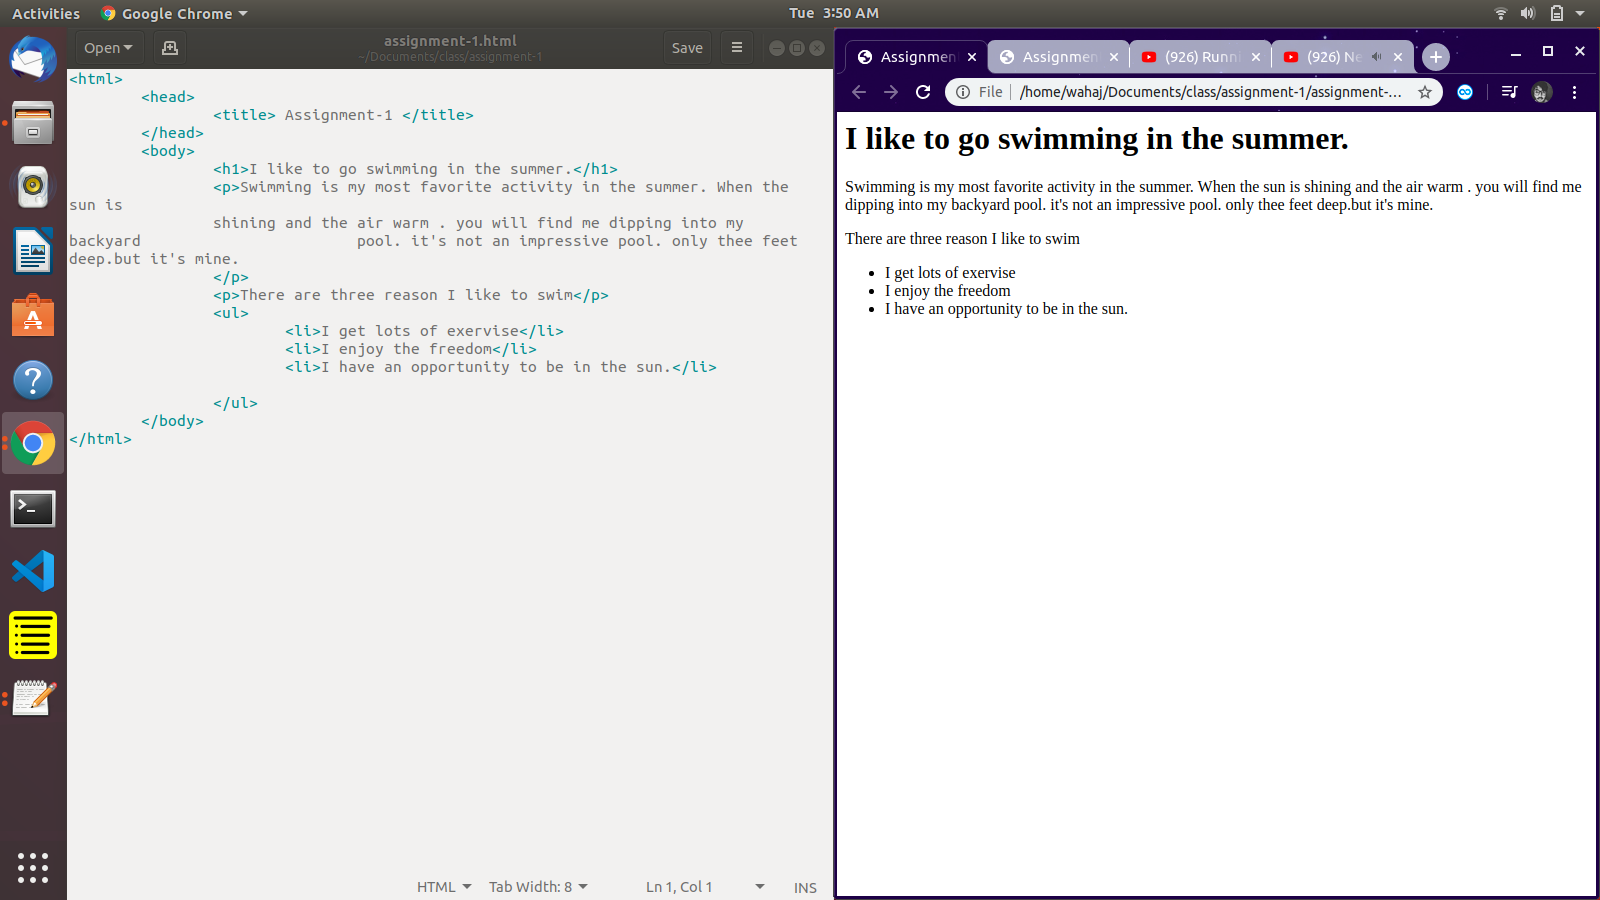 Activities Google Chrome Tue 3:50 AM
Open assignment-1.html Save
~/Documents/class/assignment-1
<html>
<head>
<title> Assignment-1 </title>
</head>
<body>
<h1>I like to go swimming in the summer.</h1>
<p>Swimming is my most favorite activity in the summer. When the
sun is
shining and the air warm . you will find me dipping into my
backyard pool. it's not an impressive pool. only thee feet
deep.but it's mine.
</p>
<p>There are three reason I like to swim</p>
<ul>
<li>I get lots of exervise</li>
<li>I enjoy the freedom</li>
<li>I have an opportunity to be in the sun.</li>
</ul>
</body>
</html>
HTML Tab Width: 8 Ln 1, Col 1 INS
Assignmen Assignmen (926) Runni (926) Ne
File /home/wahaj/Documents/class/assignment-1/assignment-...
I like to go swimming in the summer.
Swimming is my most favorite activity in the summer. When the sun is shining and the air warm . you will find me
dipping into my backyard pool. it's not an impressive pool. only thee feet deep.but it's mine.
There are three reason I like to swim
• I get lots of exervise
• I enjoy the freedom
• I have an opportunity to be in the sun.